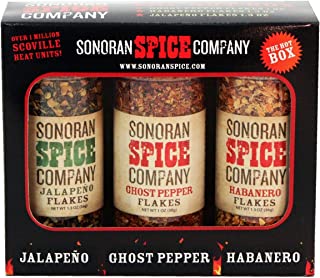 OVER 1 MILLION
SCOVILLE
HEAT UNITS!
SONORAN SPICE COMPANY
WWW.SONORANSPICE.COM
THE HOT
BOX
SONORAN
SPICE
COMPANY
JALAPEÑO
FLAKES
SONORAN
SPICE
COMPANY
GHOST PEPPER
FLAKES
SONORAN
SPICE
COMPANY
HABANERO
FLAKES
JALAPEÑO GHOST PEPPER HABANERO